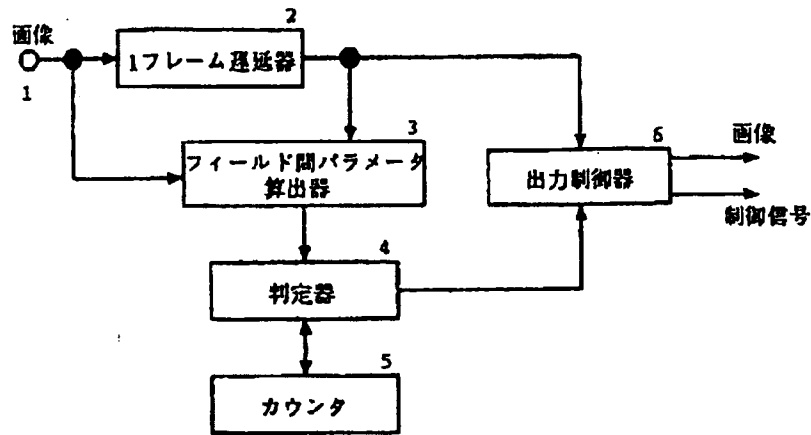 画像
1
2
1フレーム遅延器
3
フィールド間パラメータ
算出器
4
判定器
5
カウンタ
6
出力制御器
画像
制御信号